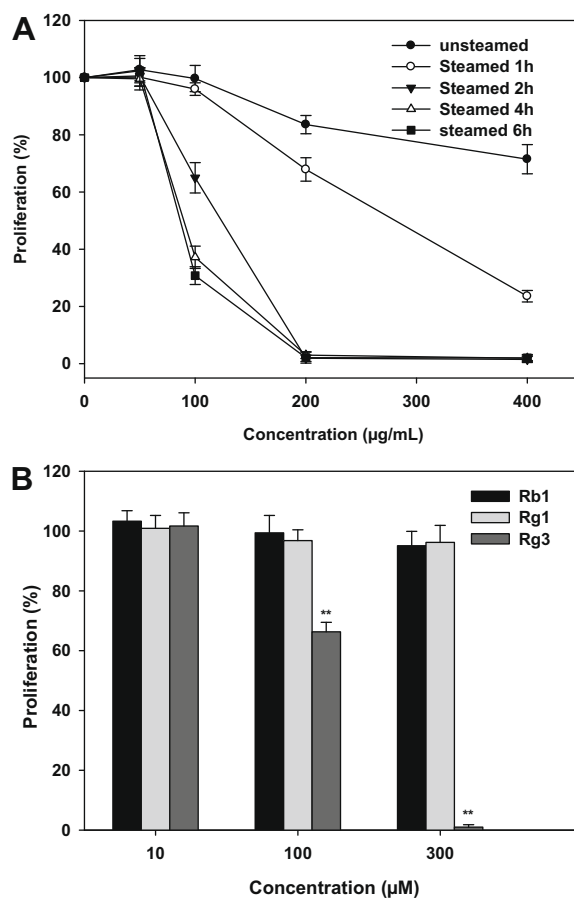 A
120
100
80
60
40
20
0
Proliferation (%)
unsteamed
Steamed 1h
Steamed 2h
Steamed 4h
steamed 6h
0 100 200 300 400
Concentration (µg/mL)
B
120
100
80
60
40
20
0
Proliferation (%)
Rb1
Rg1
Rg3
**
**
10 100 300
Concentration (µM)